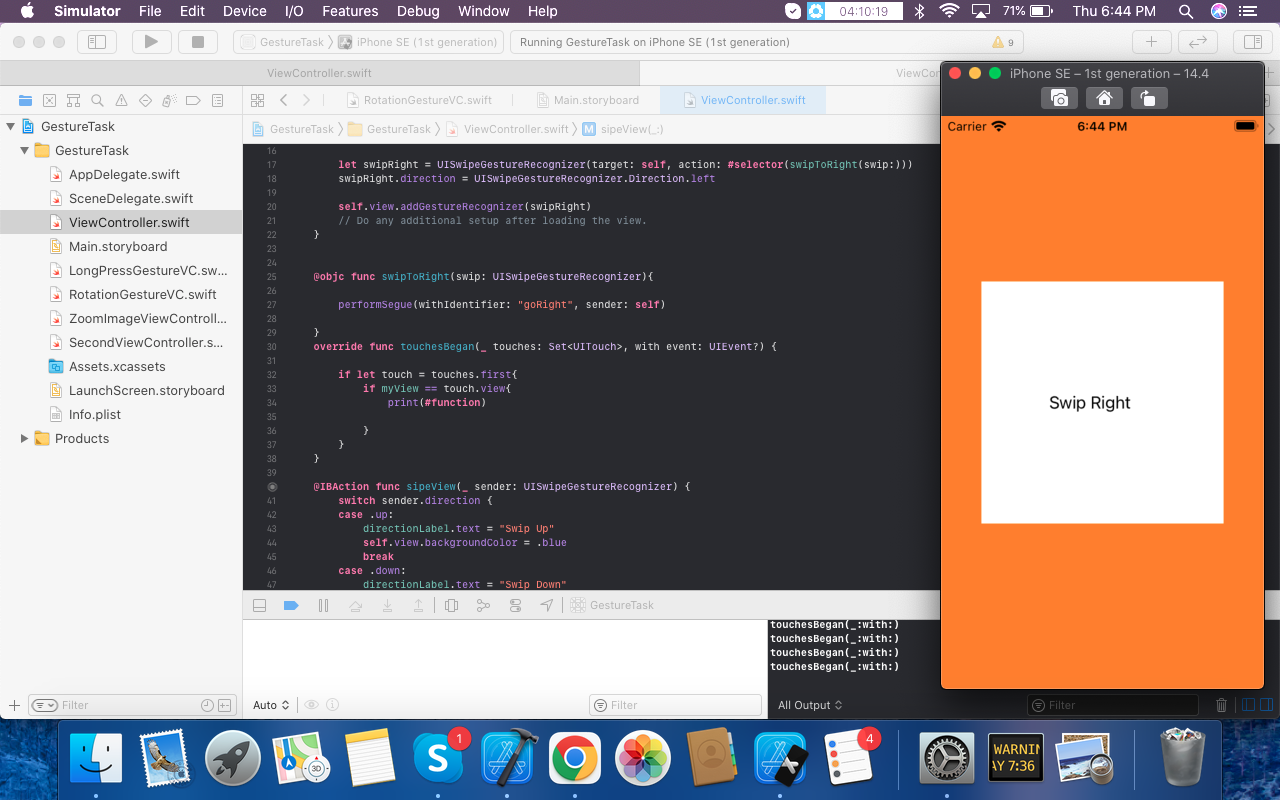 Simulator File Edit Device I/O Features Debug Window Help 04:10:19 71% Thu 6:44 PM
GestureTask iPhone SE (1st generation) Running GestureTask on iPhone SE (1st generation) 9
ViewController.swift
RotationGestureVC.swift Main.storyboard ViewController.swift
GestureTask GestureTask ViewController.swift M sipeView(_:)
GestureTask
GestureTask
AppDelegate.swift
SceneDelegate.swift
ViewController.swift
Main.storyboard
LongPressGestureVC.sw...
RotationGestureVC.swift
ZoomImageViewControll...
SecondViewController.s...
Assets.xcassets
LaunchScreen.storyboard
Info.plist
Products
Filter
16
17 let swipRight = UISwipeGestureRecognizer(target: self, action: #selector(swipToRight(swip:)))
18 swipRight.direction = UISwipeGestureRecognizer.Direction.left
19
20 self.view.addGestureRecognizer(swipRight)
21 // Do any additional setup after loading the view.
22 }
23
24
25 @objc func swipToRight(swip: UISwipeGestureRecognizer){
26
27 performSegue(withIdentifier: "goRight", sender: self)
28
29 }
30 override func touchesBegan(_ touches: Set<UITouch>, with event: UIEvent?) {
31
32 if let touch = touches.first{
33 if myView == touch.view{
34 print(#function)
35
36 }
37 }
38 }
39
@IBAction func sipeView(_ sender: UISwipeGestureRecognizer) {
41 switch sender.direction {
42 case .up:
43 directionLabel.text = "Swip Up"
44 self.view.backgroundColor = .blue
45 break
46 case .down:
47 directionLabel.text = "Swip Down"
GestureTask
touchesBegan(_:with:)
touchesBegan(_:with:)
touchesBegan(_:with:)
touchesBegan(_:with:)
Auto Filter All Output Filter
iPhone SE – 1st generation – 14.4
Carrier 6:44 PM
Swip Right
1
3D
4
WARNIN
AY 7:36